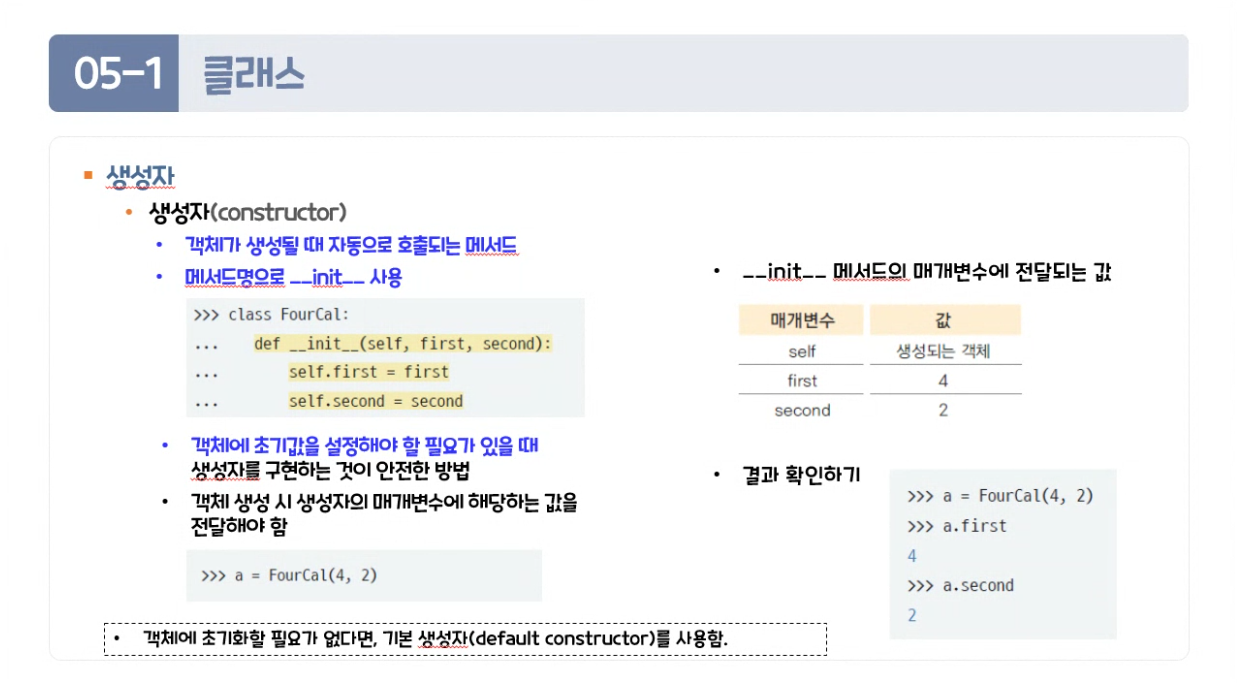 05-1 클래스
▪ 생성자
• 생성자(constructor)
• 객체가 생성될 때 자동으로 호출되는 메서드
• 메서드명으로 __init__ 사용
>>> class FourCal:
...    def __init__(self, first, second):
...        self.first = first
...        self.second = second
• 객체에 초기값을 설정해야 할 필요가 있을 때
생성자를 구현하는 것이 안전한 방법
• 객체 생성 시 생성자의 매개변수에 해당하는 값을
전달해야 함
>>> a = FourCal(4, 2)
• __init__ 메서드의 매개변수에 전달되는 값
매개변수 값
self 생성되는 객체
first 4
second 2
• 결과 확인하기
>>> a = FourCal(4, 2)
>>> a.first
4
>>> a.second
2
• 객체에 초기화할 필요가 없다면, 기본 생성자(default constructor)를 사용함.